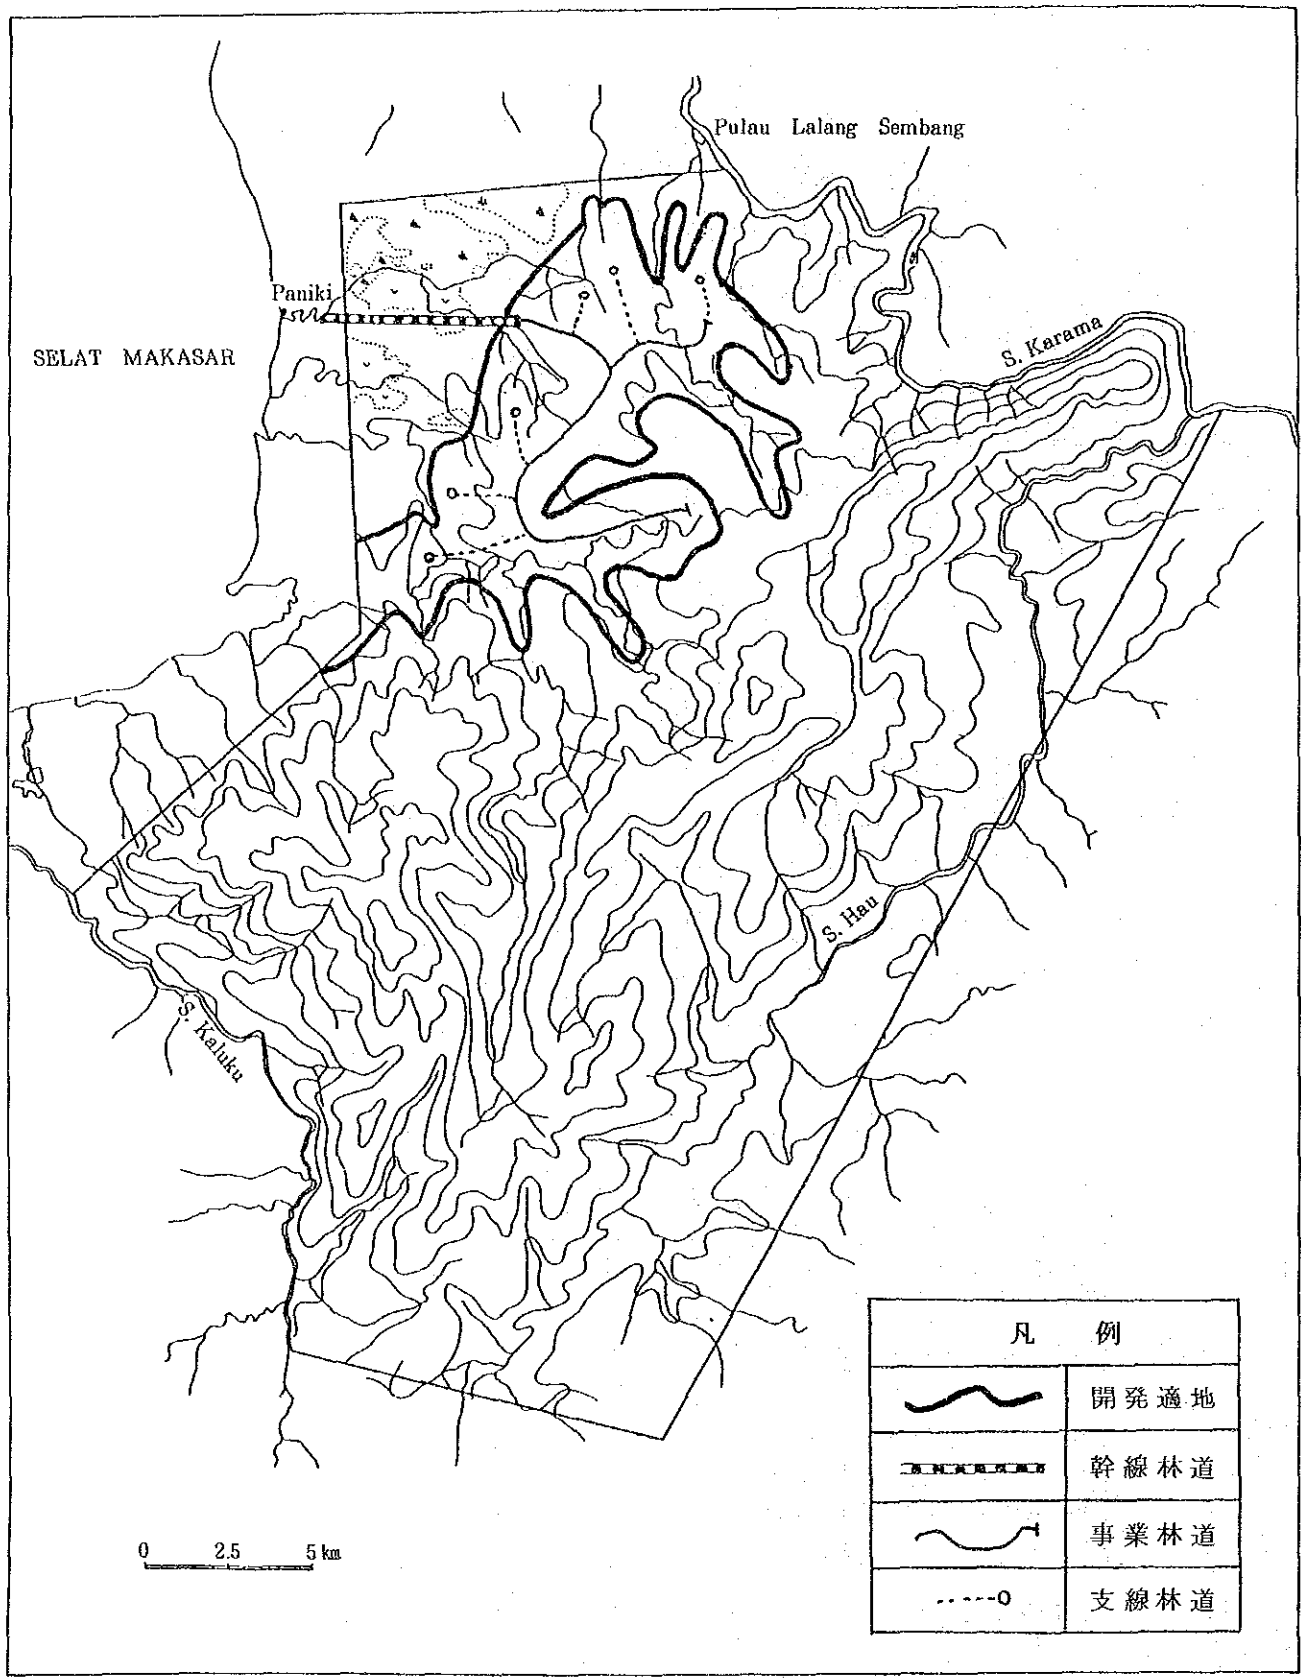 Pulau Lalang Sembang
Paniki
SELAT MAKASAR
S. Karama
S. Hau
S. Kaluku
凡 例
開発適地
幹線林道
事業林道
支線林道
0 2.5 5 km